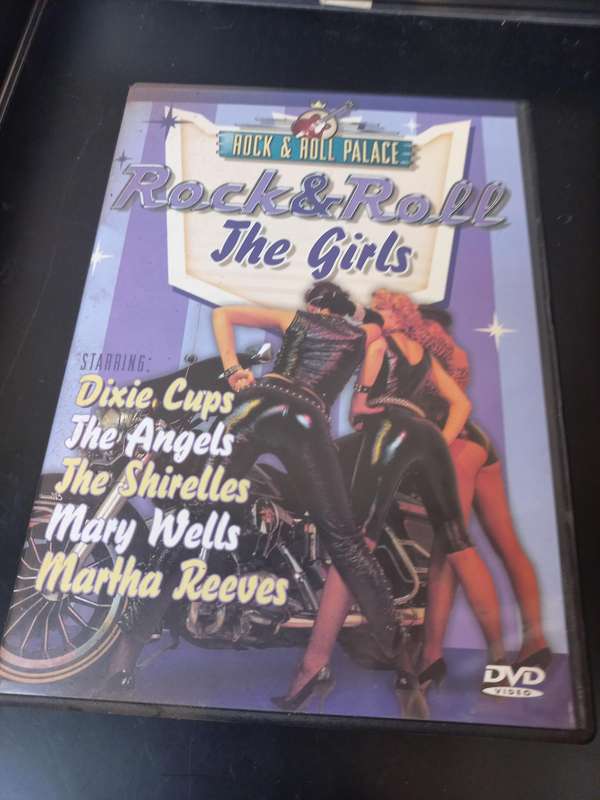 ROCK & ROLL PALACE
Rock & Roll
The Girls
STARRING:
Dixie Cups
The Angels
The Shirelles
Mary Wells
Martha Reeves
DVD
VIDEO